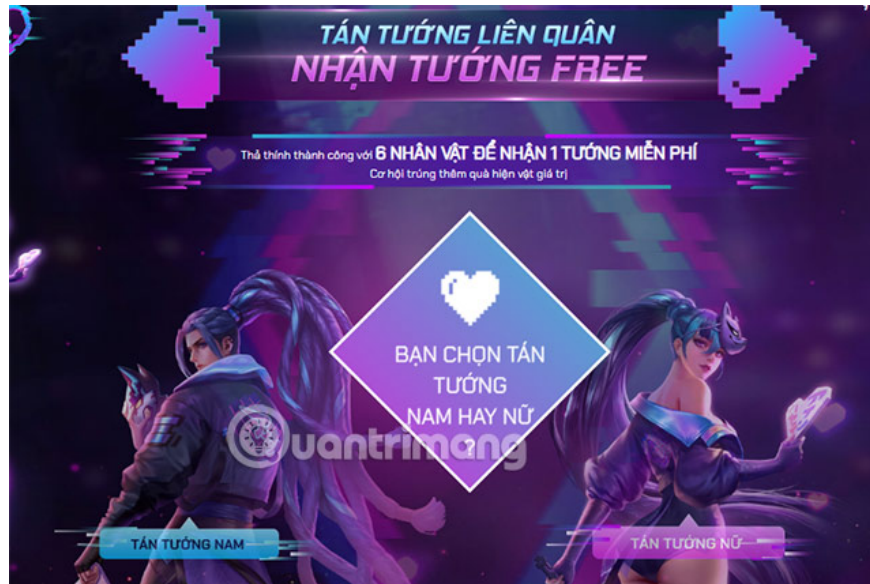 TÁN TƯỚNG LIÊN QUÂN
NHẬN TƯỚNG FREE
Thả thính thành công với 6 NHÂN VẬT ĐỂ NHẬN 1 TƯỚNG MIỄN PHÍ
Cơ hội trúng thêm quà hiện vật giá trị
BẠN CHỌN TÁN
TƯỚNG
NAM HAY NỮ
?
Quantrimang
TÁN TƯỚNG NAM
TÁN TƯỚNG NỮ